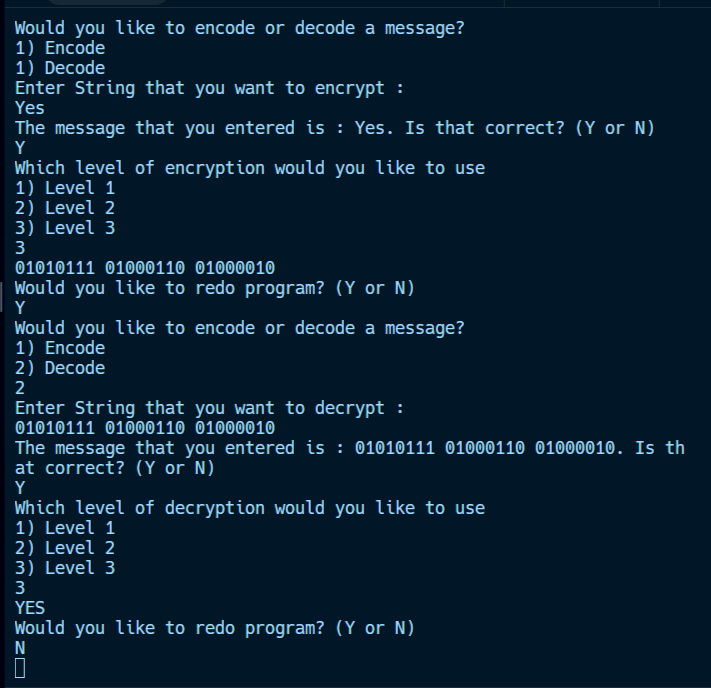 Would you like to encode or decode a message?
1) Encode
1) Decode
Enter String that you want to encrypt :
Yes
The message that you entered is : Yes. Is that correct? (Y or N)
Y
Which level of encryption would you like to use
1) Level 1
2) Level 2
3) Level 3
3
01010111 01000110 01000010
Would you like to redo program? (Y or N)
Y
Would you like to encode or decode a message?
1) Encode
2) Decode
2
Enter String that you want to decrypt :
01010111 01000110 01000010
The message that you entered is : 01010111 01000110 01000010. Is th
at correct? (Y or N)
Y
Which level of decryption would you like to use
1) Level 1
2) Level 2
3) Level 3
3
YES
Would you like to redo program? (Y or N)
N